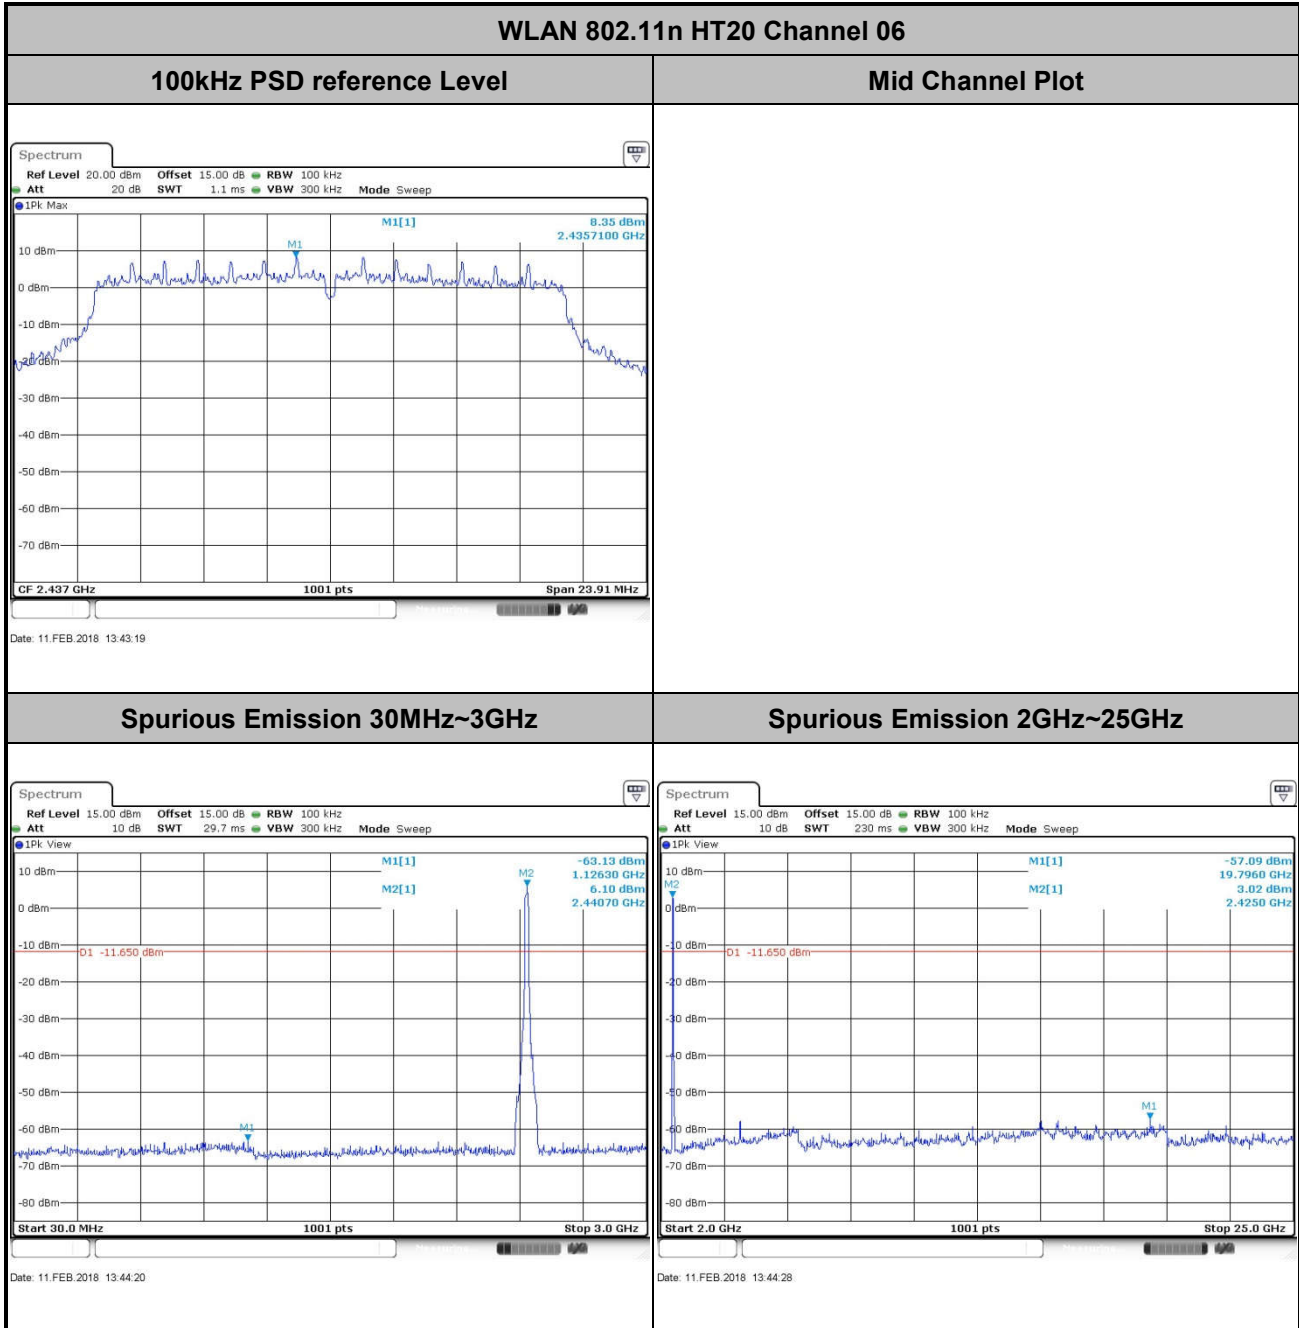 WLAN 802.11n HT20 Channel 06
100kHz PSD reference Level
Mid Channel Plot
Spectrum
Ref Level 20.00 dBm Offset 15.00 dB RBW 100 kHz
Att 20 dB SWT 1.1 ms VBW 300 kHz Mode Sweep
1Pk Max
M1[1] 8.35 dBm
2.4357100 GHz
M1
10 dBm
0 dBm
-10 dBm
-20 dBm
-30 dBm
-40 dBm
-50 dBm
-60 dBm
-70 dBm
CF 2.437 GHz 1001 pts Span 23.91 MHz
Date: 11.FEB.2018 13:43:19
Spurious Emission 30MHz~3GHz
Spurious Emission 2GHz~25GHz
Spectrum
Ref Level 15.00 dBm Offset 15.00 dB RBW 100 kHz
Att 10 dB SWT 29.7 ms VBW 300 kHz Mode Sweep
1Pk View
M1[1] -63.13 dBm
1.12630 GHz
M2[1] 6.10 dBm
2.44070 GHz
M2
10 dBm
0 dBm
-10 dBm
D1 -11.650 dBm
-20 dBm
-30 dBm
-40 dBm
-50 dBm
-60 dBm
M1
-70 dBm
-80 dBm
Start 30.0 MHz 1001 pts Stop 3.0 GHz
Date: 11.FEB.2018 13:44:20
Spectrum
Ref Level 15.00 dBm Offset 15.00 dB RBW 100 kHz
Att 10 dB SWT 230 ms VBW 300 kHz Mode Sweep
1Pk View
M1[1] -57.09 dBm
19.7960 GHz
M2[1] 3.02 dBm
2.4250 GHz
10 dBm
M2
0 dBm
-10 dBm
D1 -11.650 dBm
-20 dBm
-30 dBm
-40 dBm
-50 dBm
M1
-60 dBm
-70 dBm
-80 dBm
Start 2.0 GHz 1001 pts Stop 25.0 GHz
Date: 11.FEB.2018 13:44:28